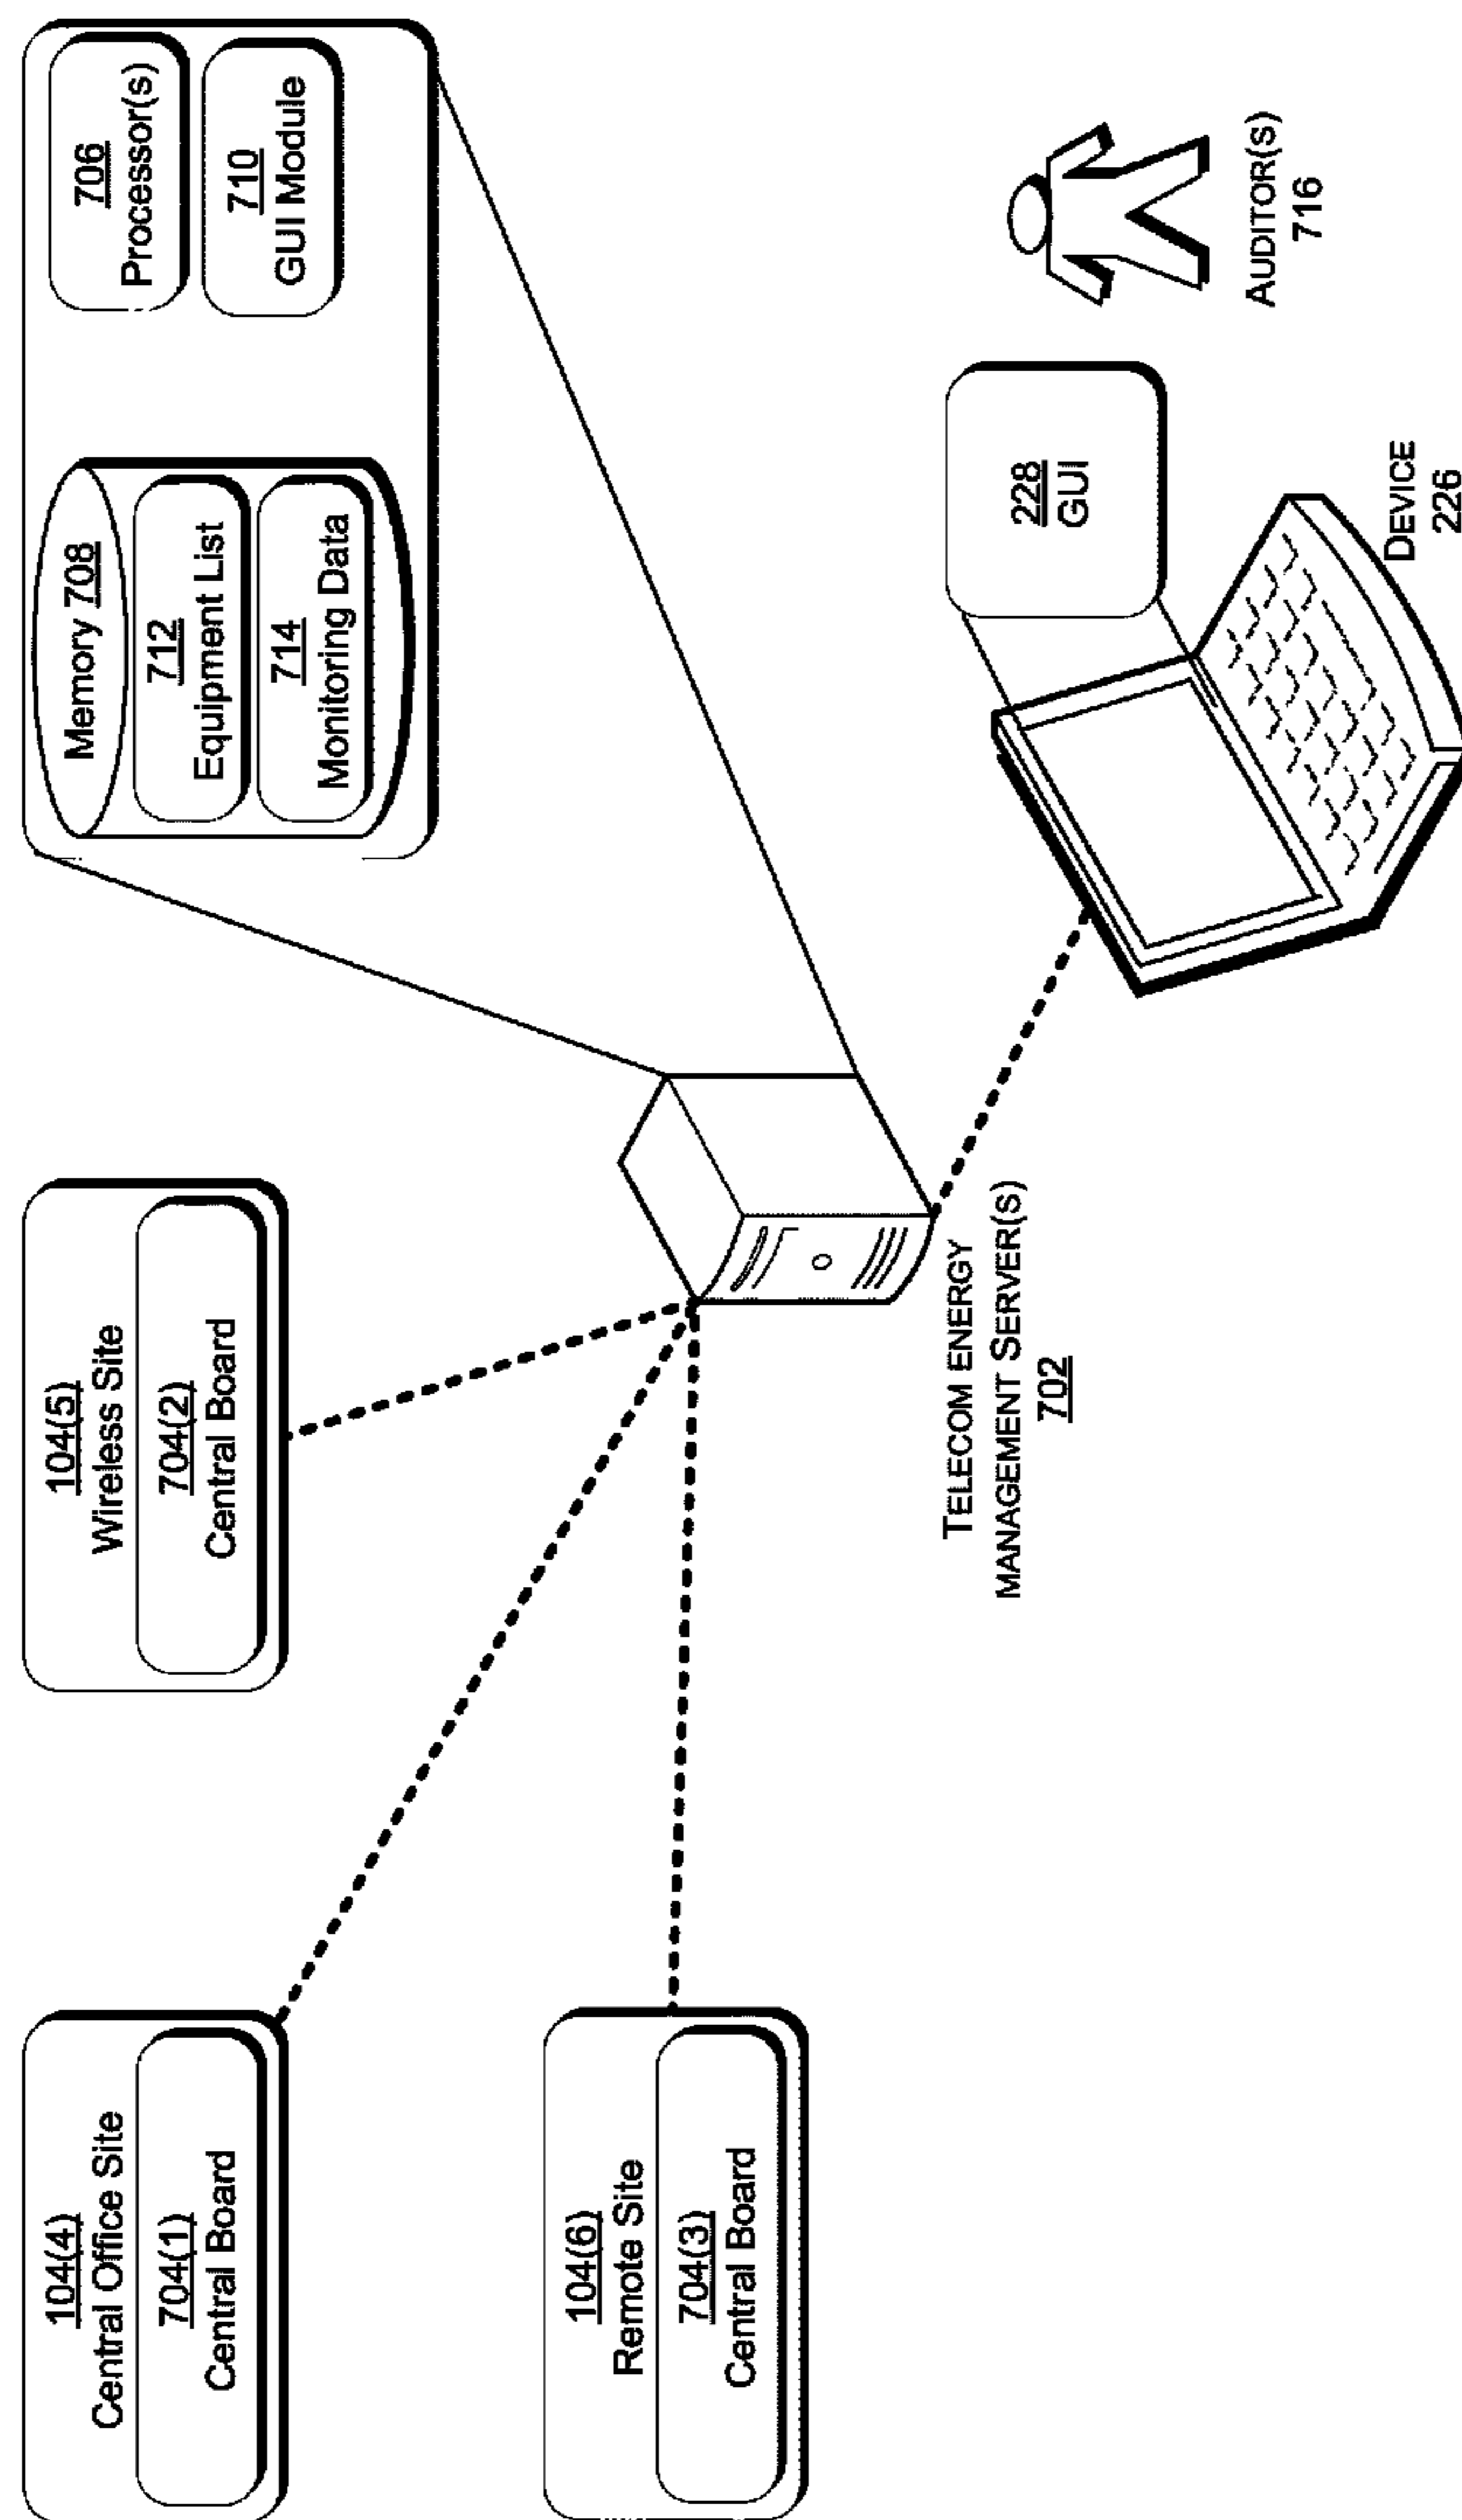 104(4)
Central Office Site
704(1)
Central Board
104(5)
Wireless Site
704(2)
Central Board
Memory 708
712
Equipment List
714
Monitoring Data
706
Processor(s)
710
GUI Module
104(6)
Remote Site
704(3)
Central Board
TELECOM ENERGY
MANAGEMENT SERVER(S)
702
228
GUI
DEVICE
226
AUDITOR(S)
716